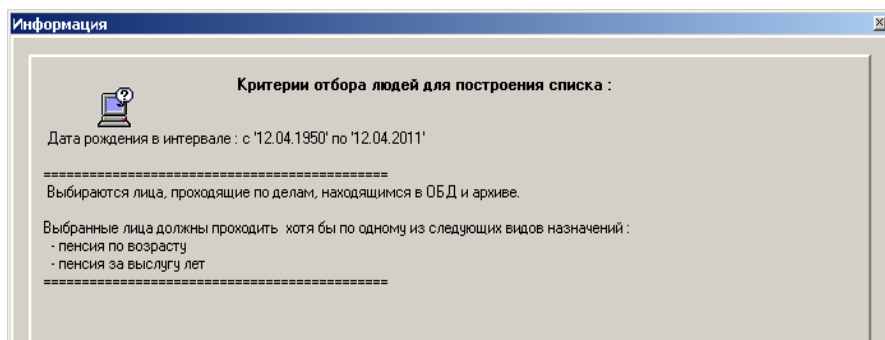 Информация
Критерии отбора людей для построения списка :
Дата рождения в интервале : с '12.04.1950' по '12.04.2011'
=============================================
Выбираются лица, проходящие по делам, находящимся в ОБД и архиве.
Выбранные лица должны проходить хотя бы по одному из следующих видов назначений :
- пенсия по возрасту
- пенсия за выслугу лет
=============================================